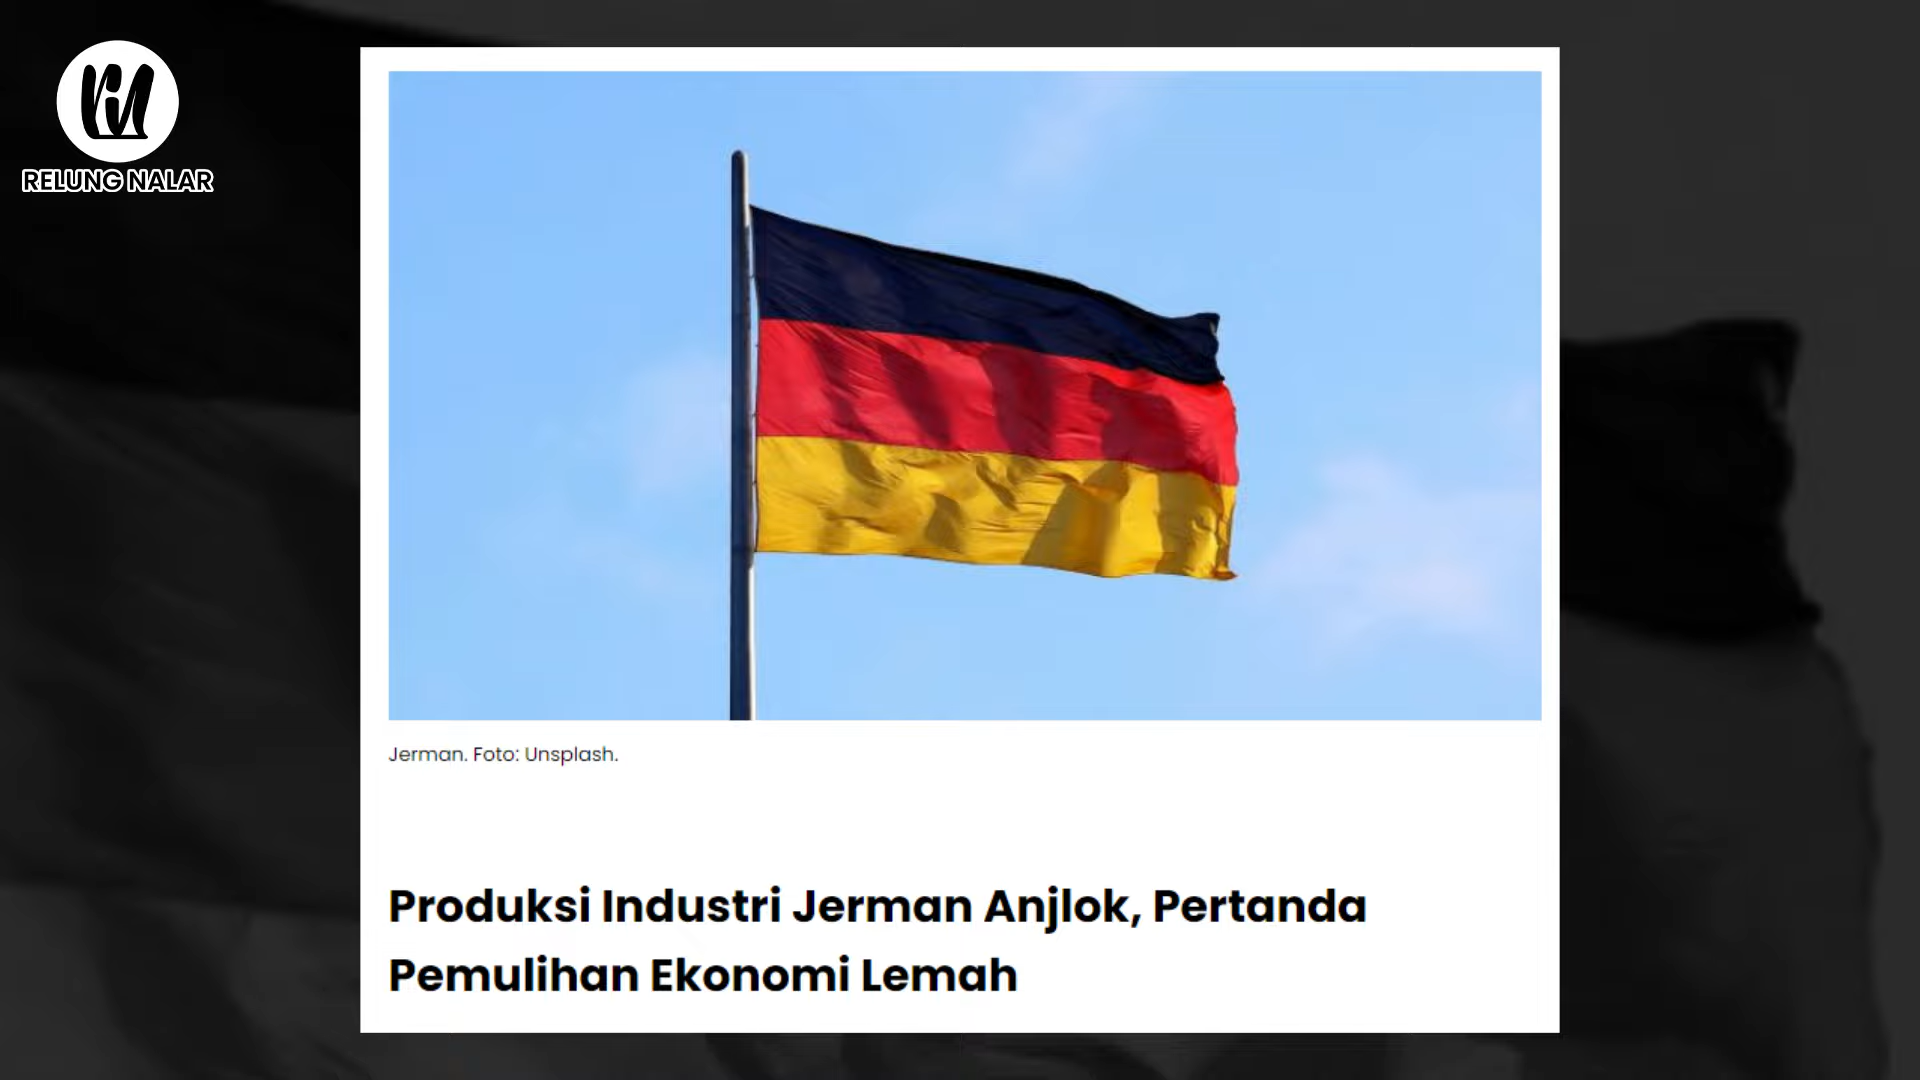 RELUNG NALAR
Jerman. Foto: Unsplash.
Produksi Industri Jerman Anjlok, Pertanda
Pemulihan Ekonomi Lemah